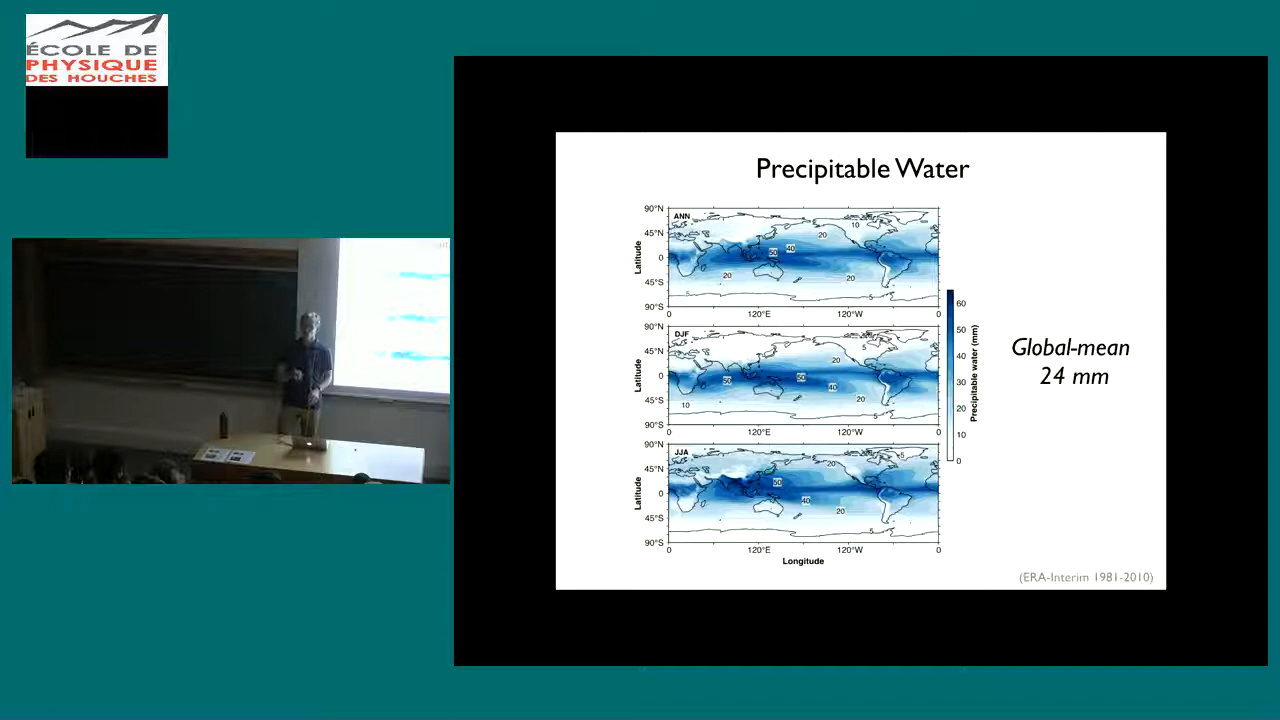 ÉCOLE DE
PHYSIQUE
DES HOUCHES
Precipitable Water
90°N
45°N
0
45°S
90°S
Latitude
ANN
10
20
40
50
20
20
5
5
0
120°E
120°W
0
90°N
45°N
0
45°S
90°S
Latitude
DJF
5
20
50
50
40
20
10
5
0
120°E
120°W
0
90°N
45°N
0
45°S
90°S
Latitude
JJA
5
20
50
40
20
5
0
120°E
120°W
0
Longitude
60
50
40
30
20
10
0
Precipitable water (mm)
Global-mean
24 mm
(ERA-Interim 1981-2010)